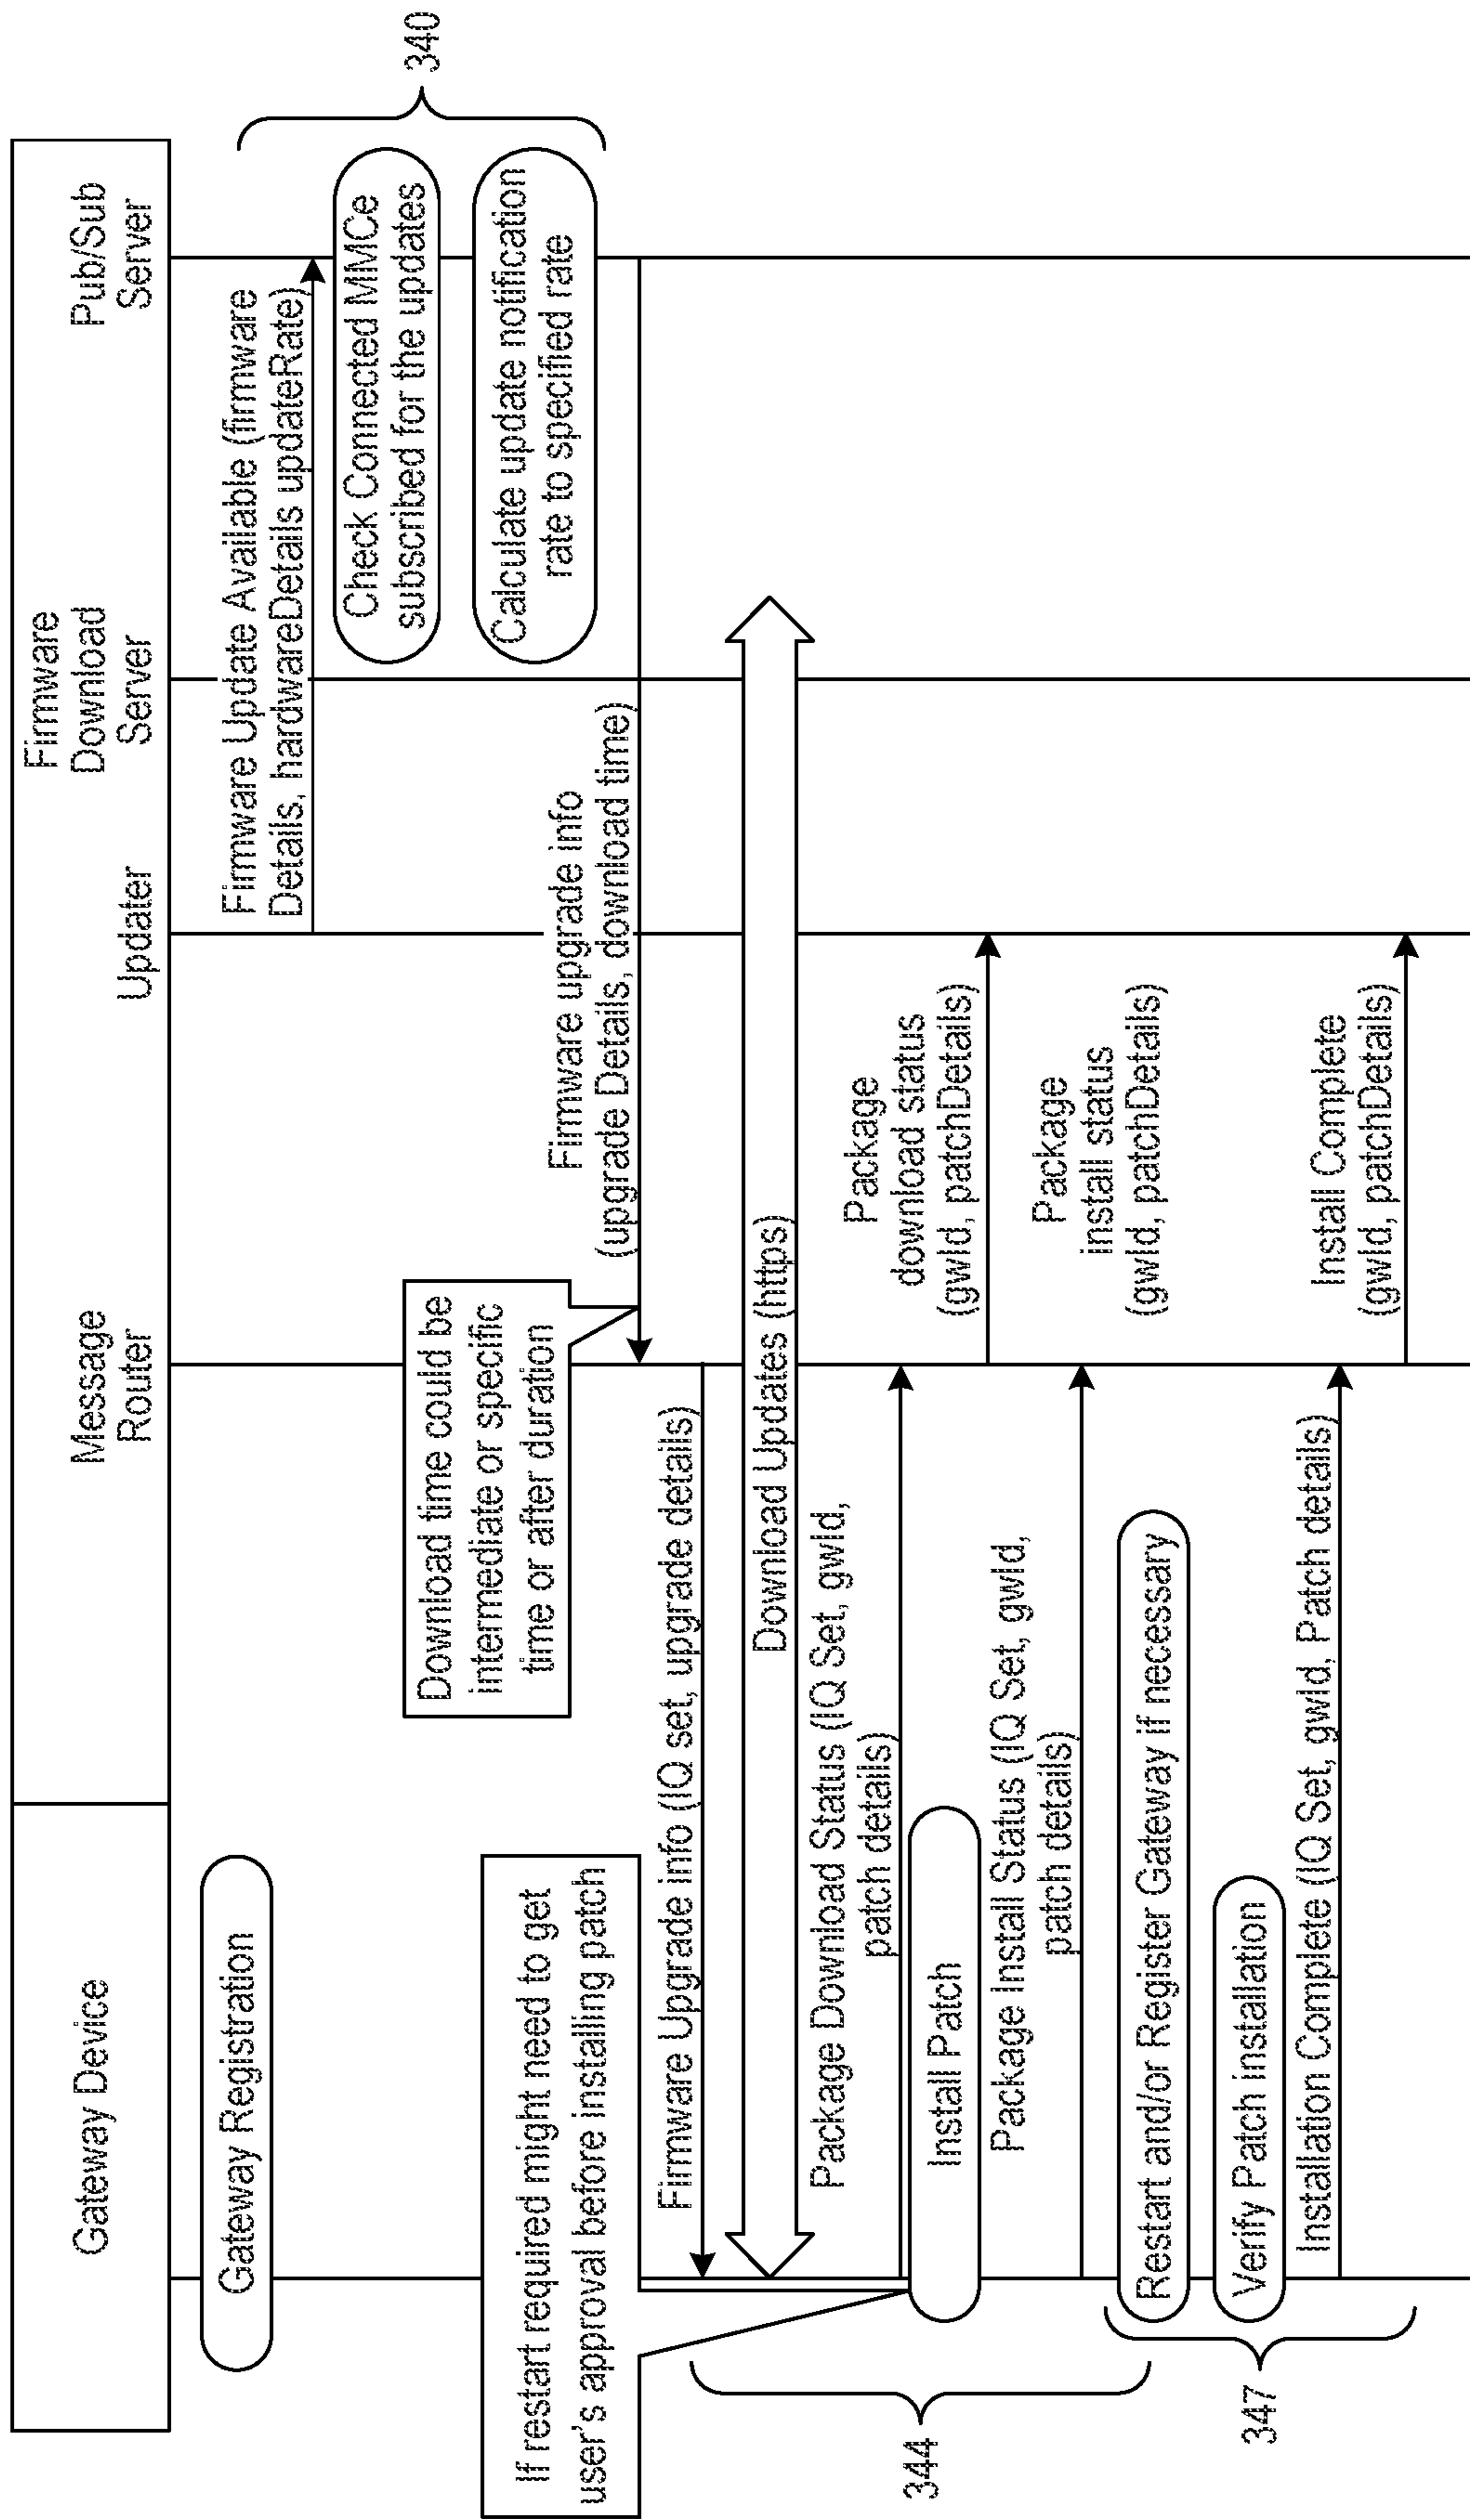 Gateway Device
Message
Router
Updater
Firmware
Download
Server
Pub/Sub
Server
Gateway Registration
Firmware Update Available (firmware
Details, hardwareDetails updateRate)
Check Connected MMCe
subscribed for the updates
Calculate update notification
rate to specified rate
340
Download time could be
intermediate or specific
time or after duration
Firmware upgrade info
(upgrade Details, download time)
If restart required might need to get
user's approval before installing patch
Firmware Upgrade info (IQ set, upgrade details)
Download Updates (https)
Package Download Status (IQ Set, gwId,
patch details)
Package
download status
(gwId, patchDetails)
Install Patch
Package Install Status (IQ Set, gwId,
patch details)
Package
install status
(gwId, patchDetails)
344
Restart and/or Register Gateway if necessary
Verify Patch installation
Installation Complete (IQ Set, gwId, Patch details)
Install Complete
(gwId, patchDetails)
347